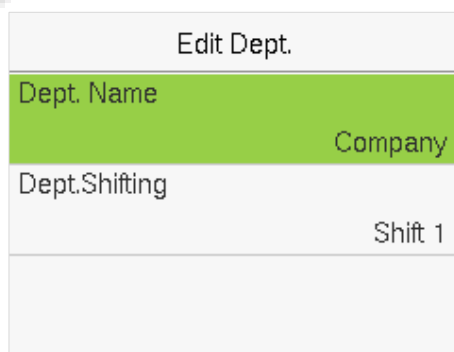 Edit Dept.
Dept. Name
Company
Dept.Shifting
Shift 1